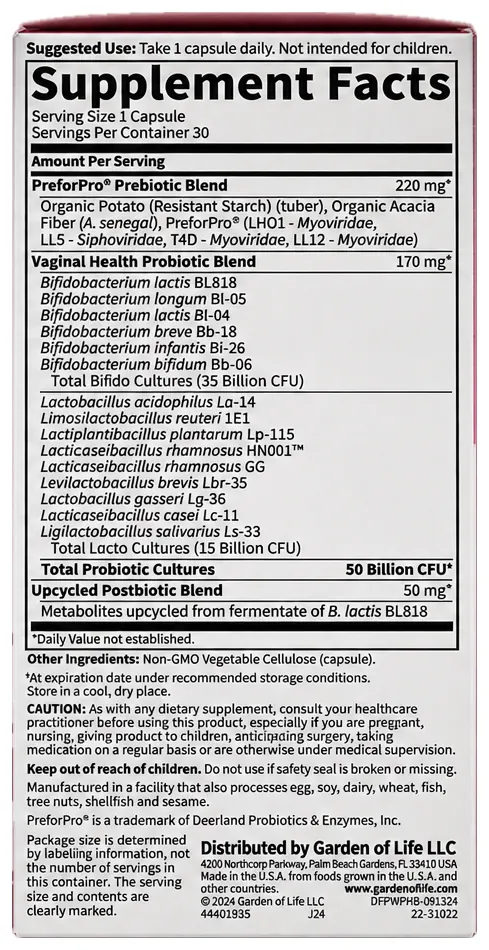 Suggested Use: Take 1 capsule daily. Not intended for children.
Supplement Facts
Serving Size 1 Capsule
Servings Per Container 30
Amount Per Serving
PreforPro® Prebiotic Blend 220 mg*
Organic Potato (Resistant Starch) (tuber), Organic Acacia
Fiber (A. senegal), PreforPro® (LH01 - Myoviridae,
LL5 - Siphoviridae, T4D - Myoviridae, LL12 - Myoviridae)
Vaginal Health Probiotic Blend 170 mg*
Bifidobacterium lactis BL818
Bifidobacterium longum Bl-05
Bifidobacterium lactis Bl-04
Bifidobacterium breve Bb-18
Bifidobacterium infantis Bi-26
Bifidobacterium bifidum Bb-06
Total Bifido Cultures (35 Billion CFU)
Lactobacillus acidophilus La-14
Limosilactobacillus reuteri 1E1
Lactiplantibacillus plantarum Lp-115
Lacticaseibacillus rhamnosus HN001™
Lacticaseibacillus rhamnosus GG
Levilactobacillus brevis Lbr-35
Lactobacillus gasseri Lg-36
Lacticaseibacillus casei Lc-11
Ligilactobacillus salivarius Ls-33
Total Lacto Cultures (15 Billion CFU)
Total Probiotic Cultures 50 Billion CFU*
Upcycled Postbiotic Blend 50 mg*
Metabolites upcycled from fermentate of B. lactis BL818
*Daily Value not established.
Other Ingredients: Non-GMO Vegetable Cellulose (capsule).
†At expiration date under recommended storage conditions.
Store in a cool, dry place.
CAUTION: As with any dietary supplement, consult your healthcare
practitioner before using this product, especially if you are pregnant,
nursing, giving product to children, anticipating surgery, taking
medication on a regular basis or are otherwise under medical supervision.
Keep out of reach of children. Do not use if safety seal is broken or missing.
Manufactured in a facility that also processes egg, soy, dairy, wheat, fish,
tree nuts, shellfish and sesame.
PreforPro® is a trademark of Deerland Probiotics & Enzymes, Inc.
Package size is determined
by labeling information, not
the number of servings in
this container. The serving
size and contents are
clearly marked.
Distributed by Garden of Life LLC
4200 Northcorp Parkway, Palm Beach Gardens, FL 33410 USA
Made in the U.S.A. from foods grown in the U.S.A. and
other countries. www.gardenoflife.com
© 2024 Garden of Life LLC DFPWPHB-091324
44401935 J24 22-31022